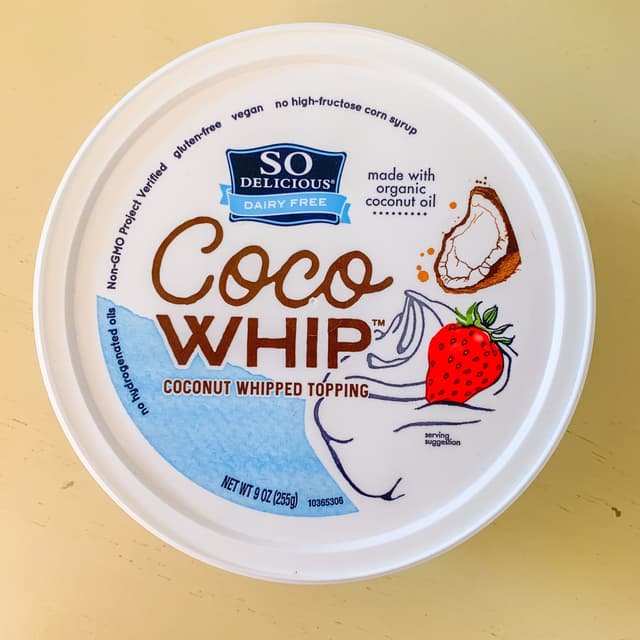 no hydrogenated oils Non-GMO Project Verified gluten-free vegan no high-fructose corn syrup
SO
DELICIOUS®
DAIRY FREE
made with
organic
coconut oil
Coco
WHIP™
COCONUT WHIPPED TOPPING
serving
suggestion
NET WT 9 OZ (255g) 10365306